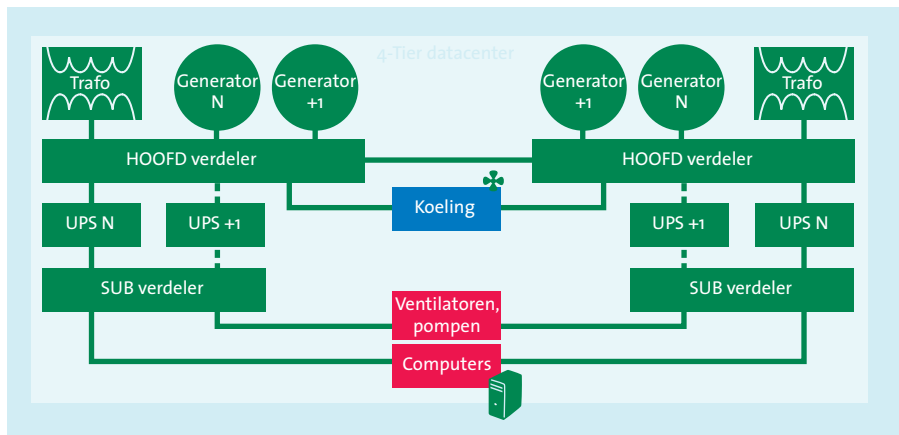 4-Tier datacenter
Trafo
Generator
N
Generator
+1
Generator
+1
Generator
N
Trafo
HOOFD verdeler
HOOFD verdeler
Koeling
UPS N
UPS +1
UPS +1
UPS N
SUB verdeler
SUB verdeler
Ventilatoren,
pompen
Computers